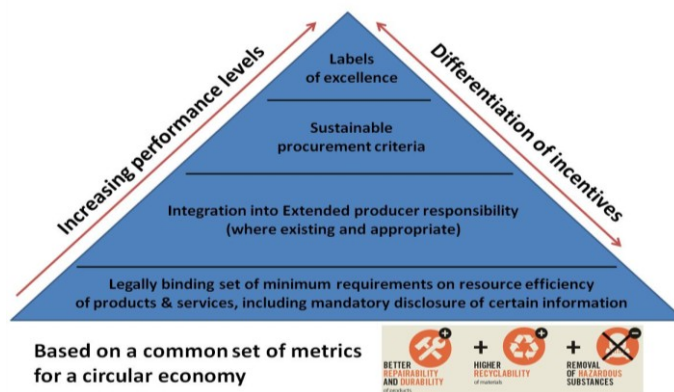 Labels
of excellence
Sustainable
procurement criteria
Integration into Extended producer responsibility
(where existing and appropriate)
Legally binding set of minimum requirements on resource efficiency
of products & services, including mandatory disclosure of certain information
Increasing performance levels
Differentiation of incentives
Based on a common set of metrics
for a circular economy
BETTER
REPAIRABILITY
AND DURABILITY
of products
+
HIGHER
RECYCLABILITY
of materials
+
REMOVAL
OF HAZARDOUS
SUBSTANCES